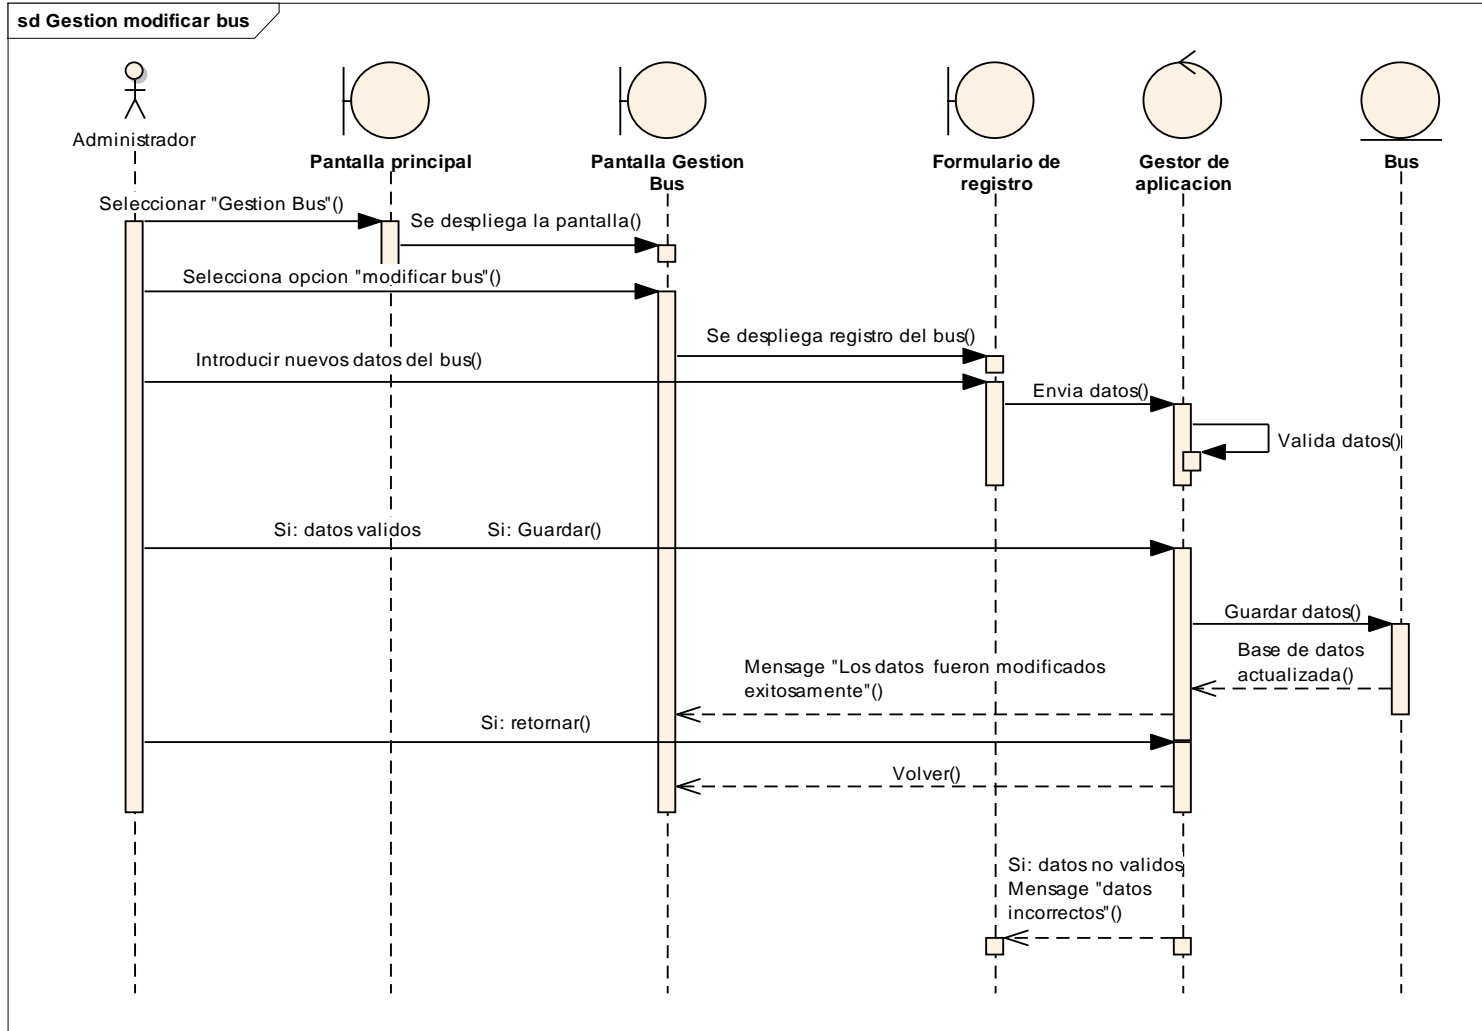 sd Gestion modificar bus
Administrador
Pantalla principal
Pantalla Gestion
Bus
Formulario de
registro
Gestor de
aplicacion
Bus
Seleccionar "Gestion Bus"()
Se despliega la pantalla()
Selecciona opcion "modificar bus"()
Se despliega registro del bus()
Introducir nuevos datos del bus()
Envia datos()
Valida datos()
Si: datos validos
Si: Guardar()
Guardar datos()
Base de datos
actualizada()
Mensage "Los datos fueron modificados
exitosamente"()
Si: retornar()
Volver()
Si: datos no validos
Mensage "datos
incorrectos"()